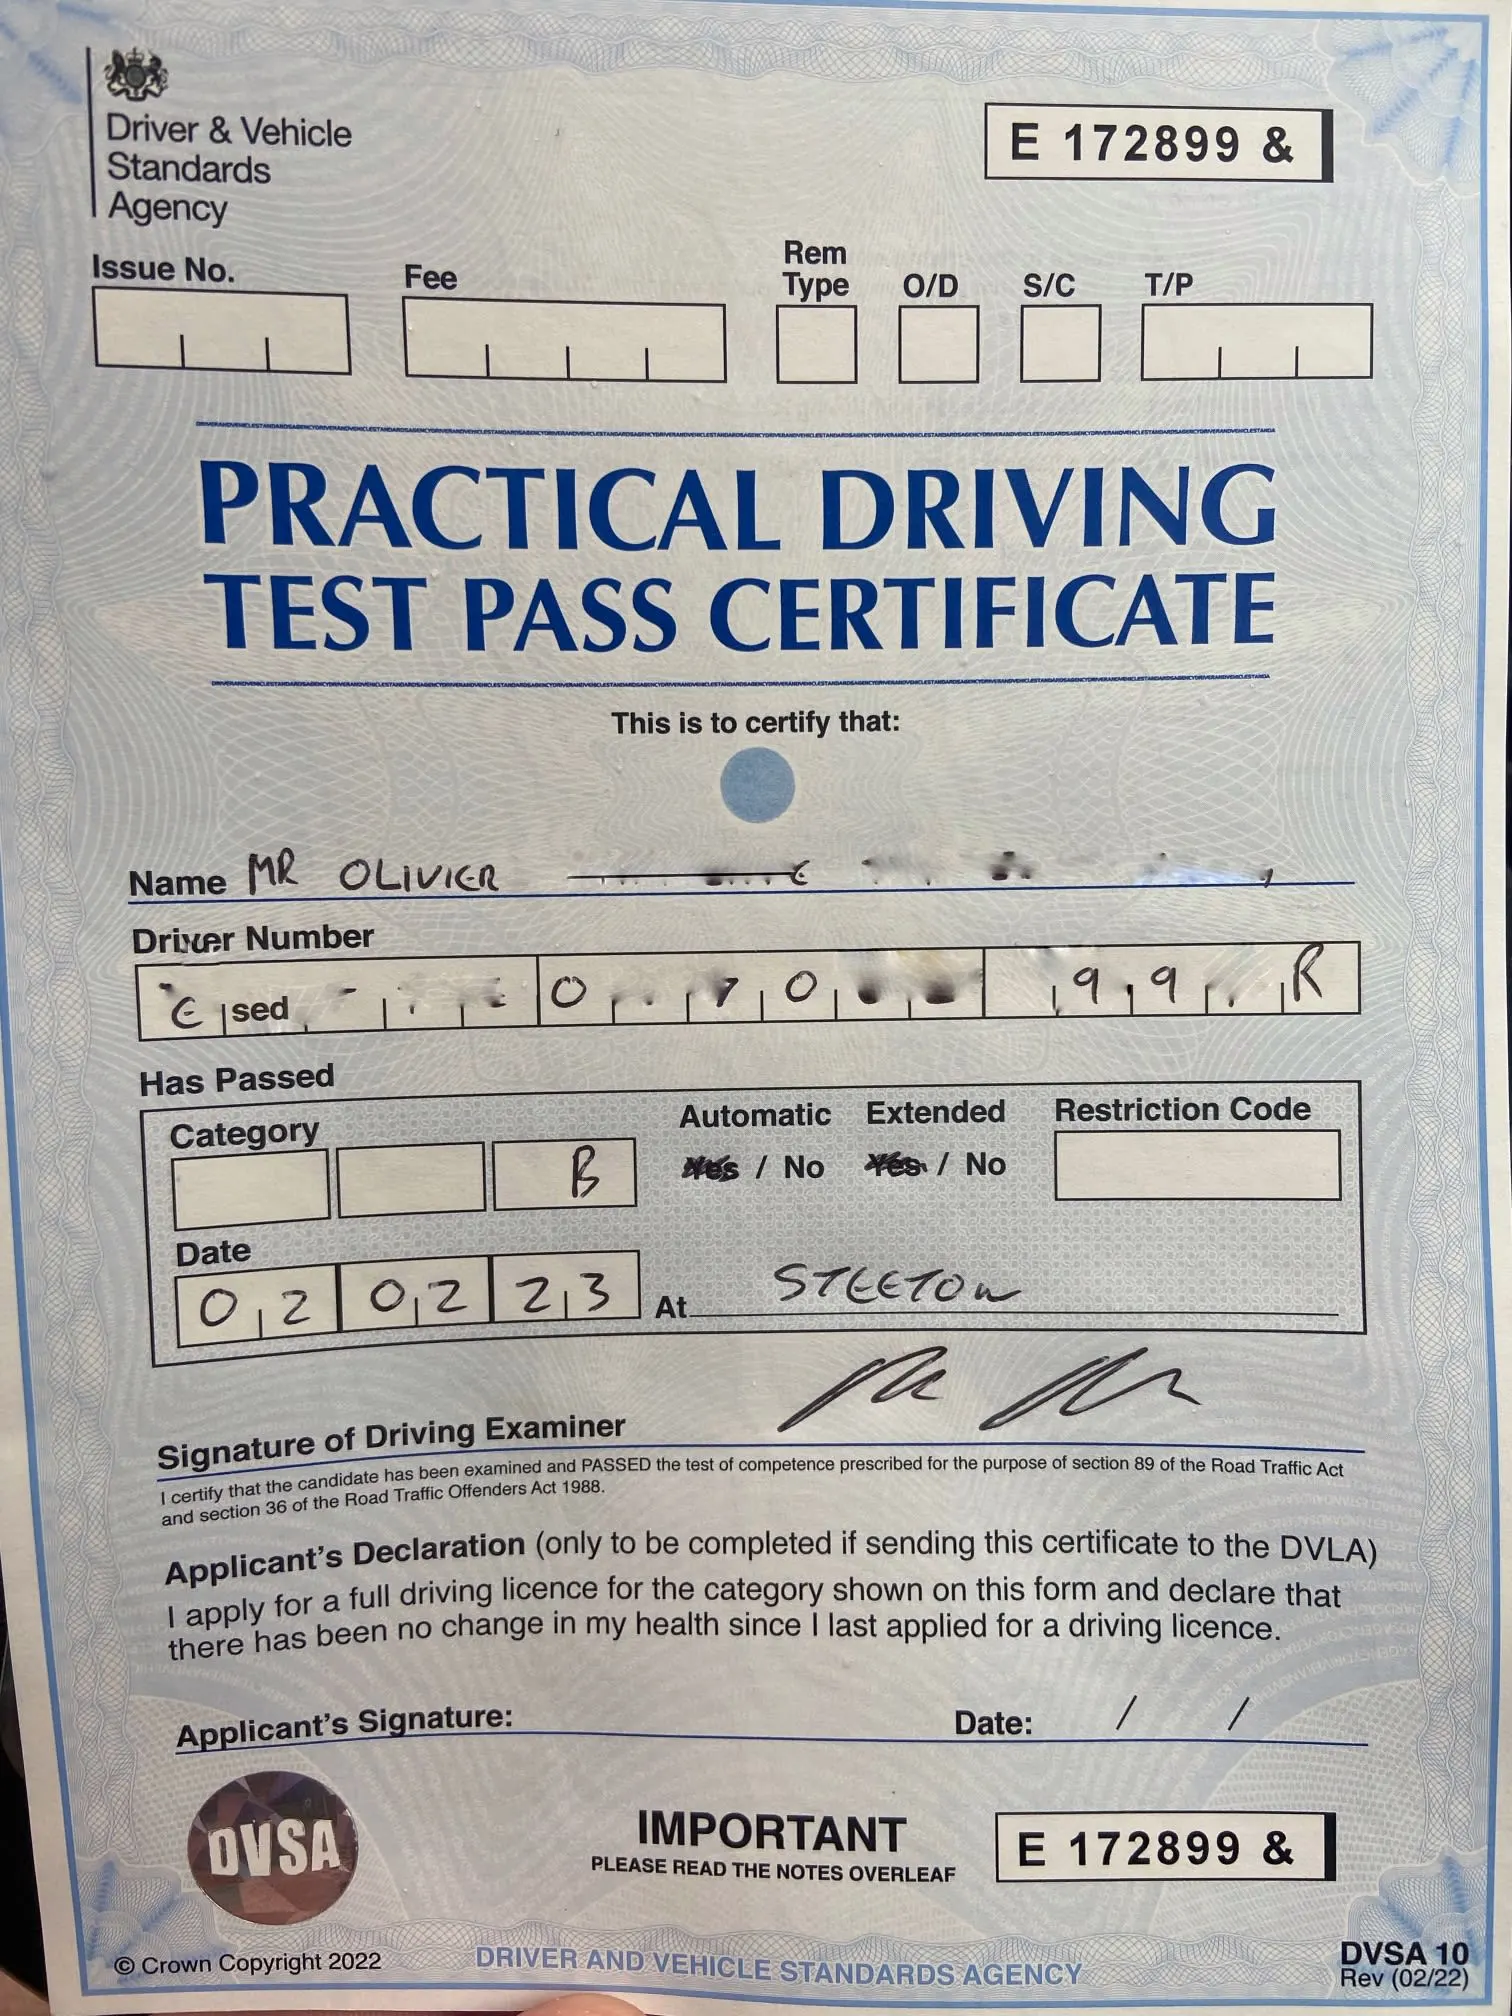 Driver & Vehicle
Standards
Agency
E 172899 &
Issue No.
Fee
Rem
Type
O/D
S/C
T/P
PRACTICAL DRIVING
TEST PASS CERTIFICATE
This is to certify that:
Name MR OLIVIER
Driver Number
0 7 0 9 9 R
Has Passed
Category
B
Automatic Extended Restriction Code
Yes / No Yes / No
Date
02 02 23 At STEETON
Signature of Driving Examiner
I certify that the candidate has been examined and PASSED the test of competence prescribed for the purpose of section 89 of the Road Traffic Act
and section 36 of the Road Traffic Offenders Act 1988.
Applicant's Declaration (only to be completed if sending this certificate to the DVLA)
I apply for a full driving licence for the category shown on this form and declare that
there has been no change in my health since I last applied for a driving licence.
Applicant's Signature: Date: / /
DVSA
IMPORTANT
PLEASE READ THE NOTES OVERLEAF
E 172899 &
© Crown Copyright 2022
DRIVER AND VEHICLE STANDARDS AGENCY
DVSA 10
Rev (02/22)